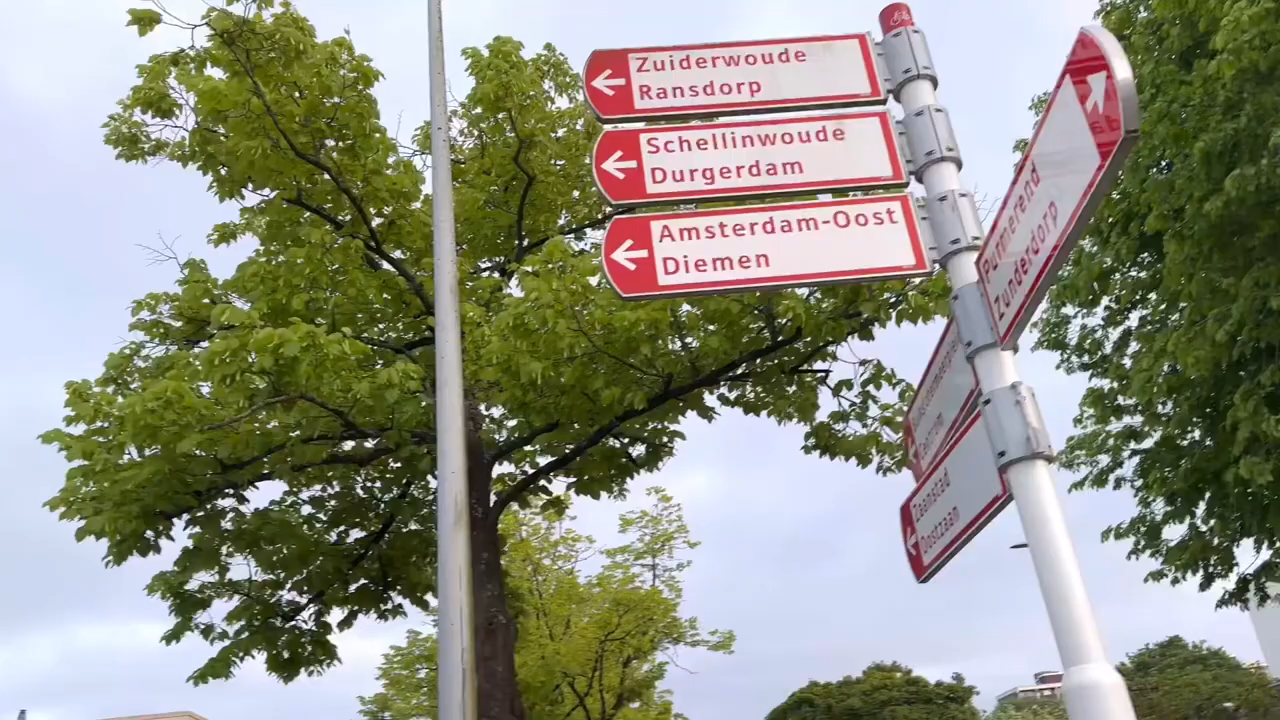 Zuiderwoude
Ransdorp
Schellinwoude
Durgerdam
Amsterdam-Oost
Diemen
Purmerend
Zunderdorp
Zaanstad
Oostzaan